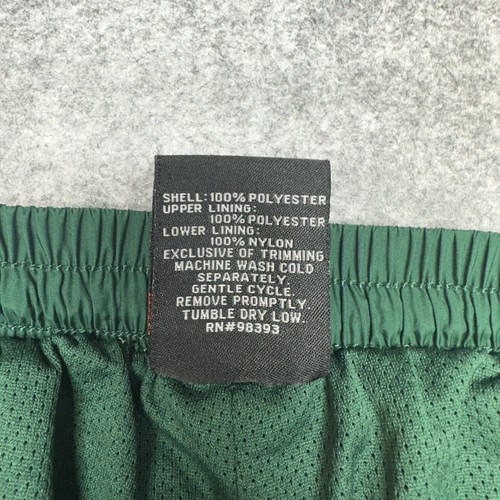 SHELL: 100% POLYESTER
UPPER LINING:
100% POLYESTER
LOWER LINING:
100% NYLON
EXCLUSIVE OF TRIMMING
MACHINE WASH COLD
SEPARATELY.
GENTLE CYCLE.
REMOVE PROMPTLY.
TUMBLE DRY LOW.
RN#98393